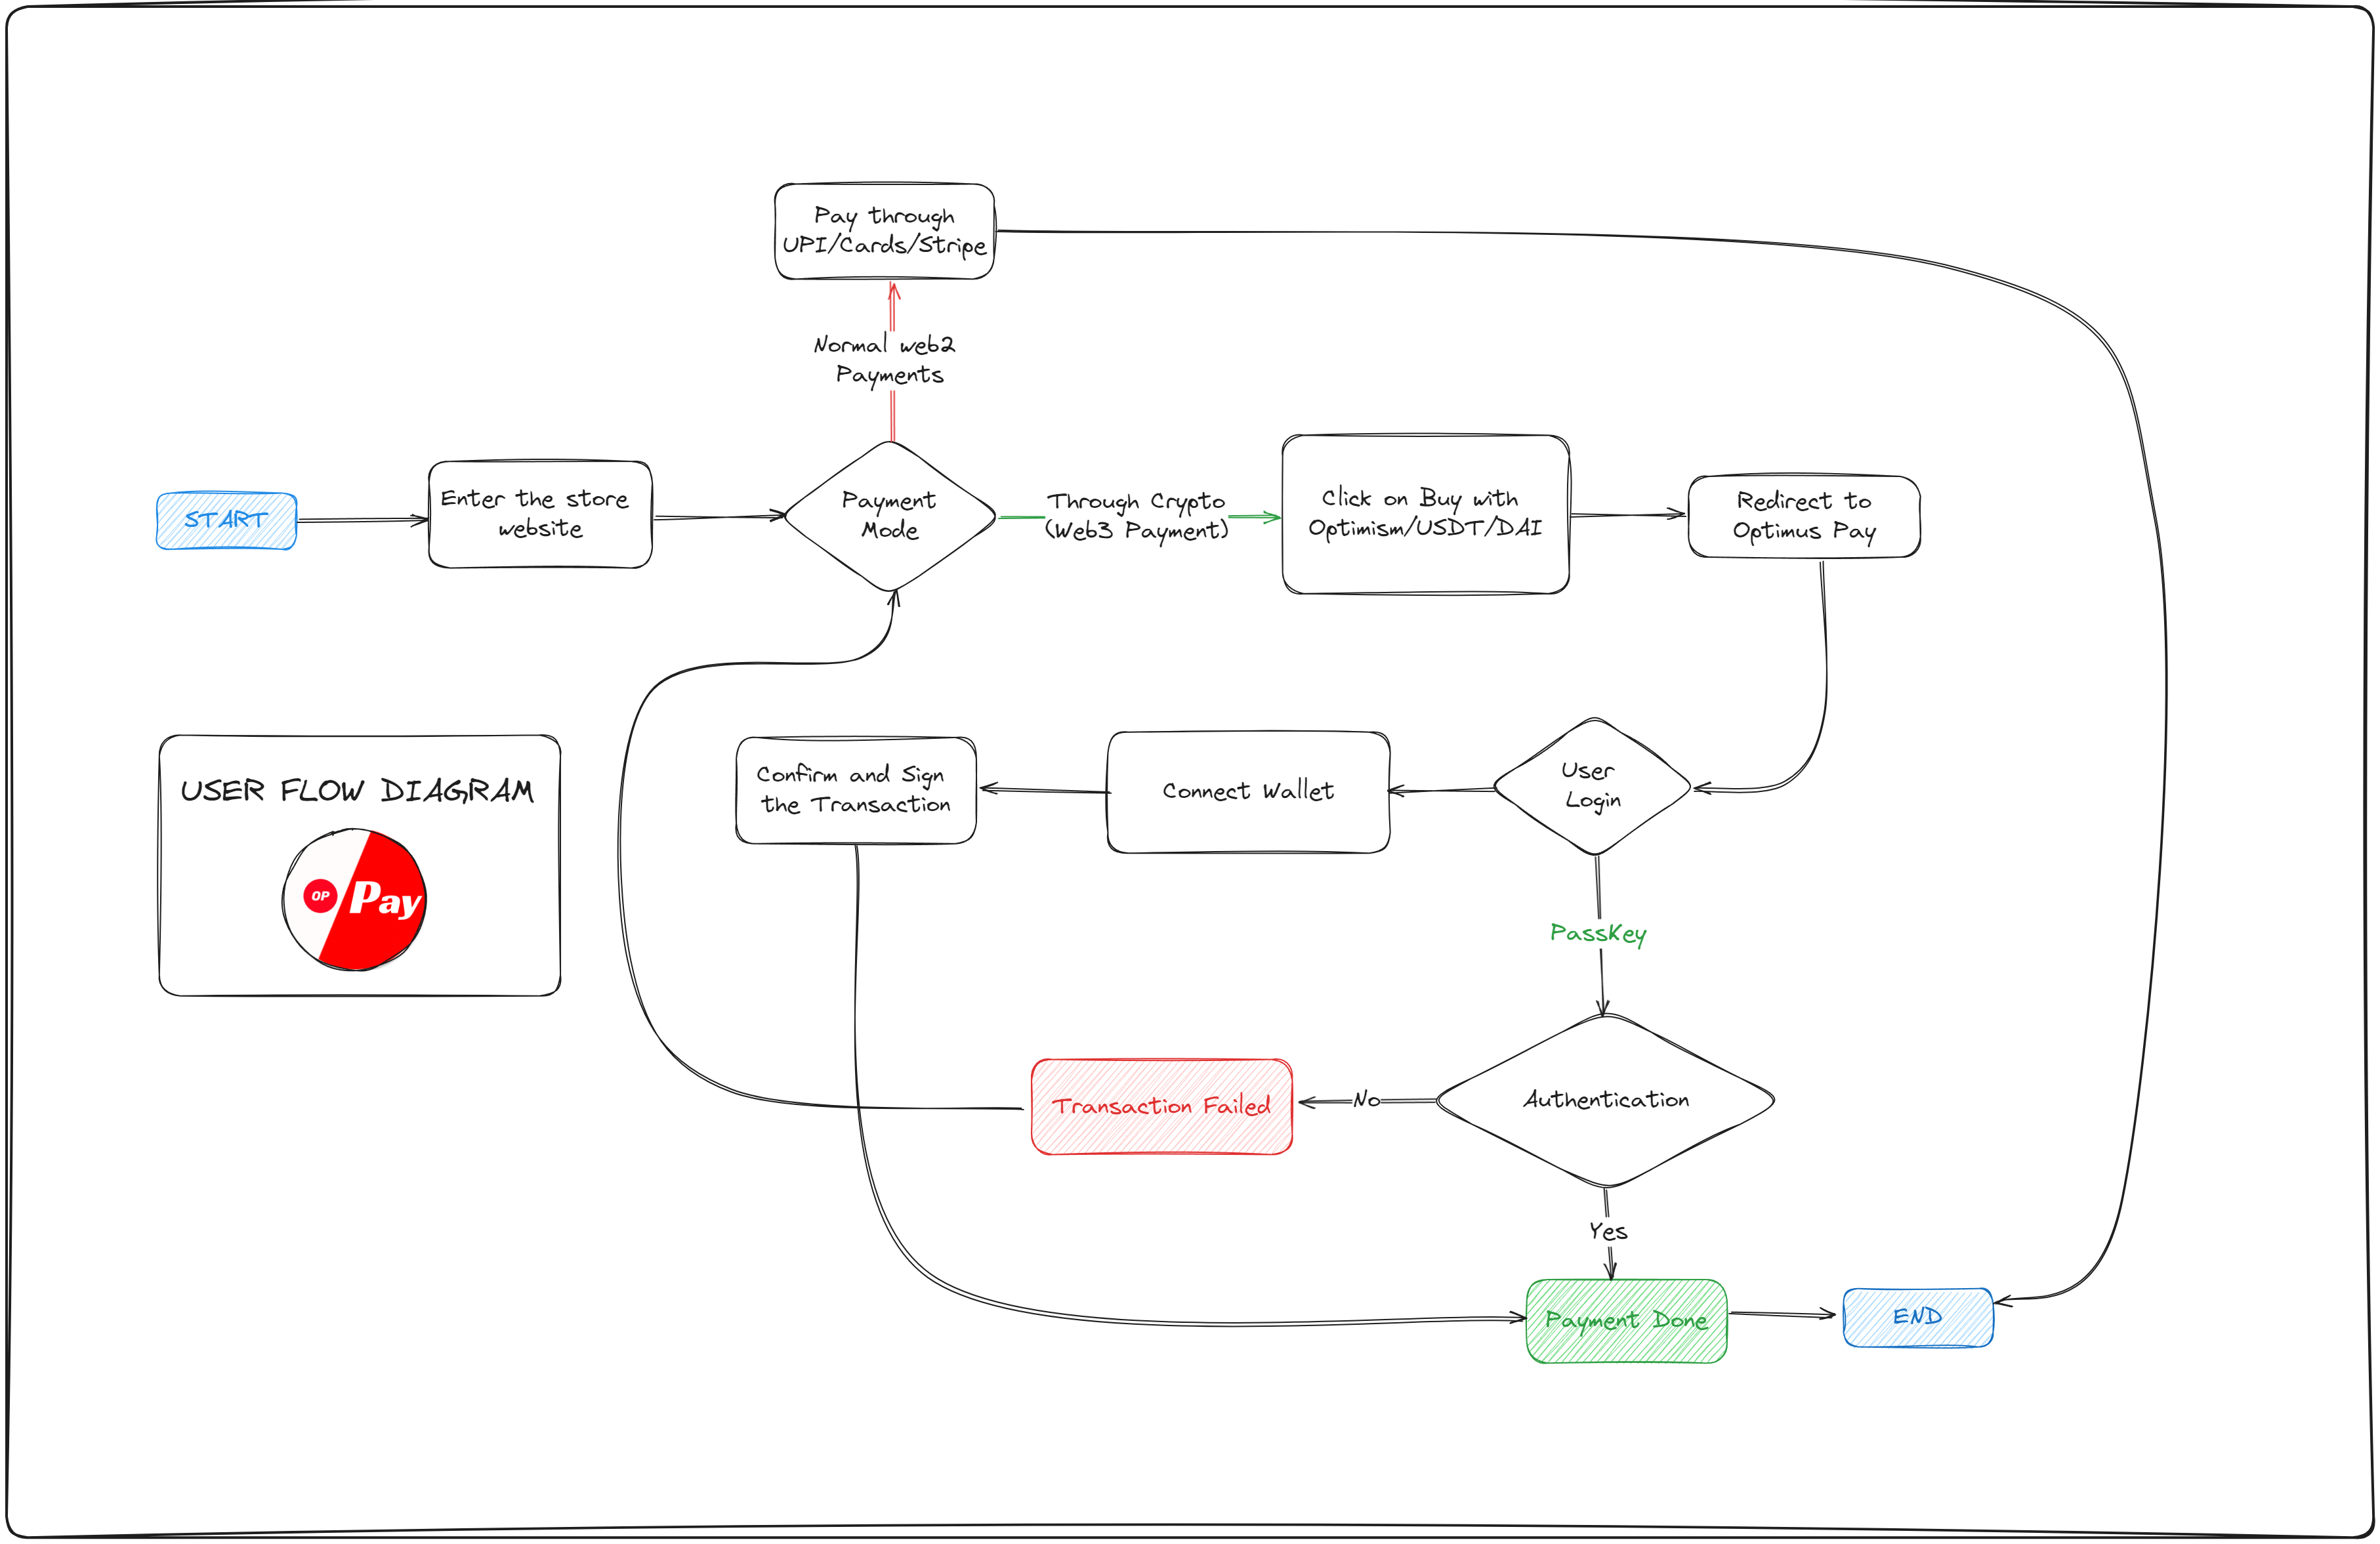 Pay through
UPI/Cards/Stripe
Normal web2
Payments
START
Enter the store
website
Payment
Mode
Through Crypto
(Web3 Payment)
Click on Buy with
Optimism/USDT/DAI
Redirect to
Optimus Pay
USER FLOW DIAGRAM
OP Pay
Confirm and Sign
the Transaction
Connect Wallet
User
Login
PassKey
Transaction Failed
No
Authentication
Yes
Payment Done
END